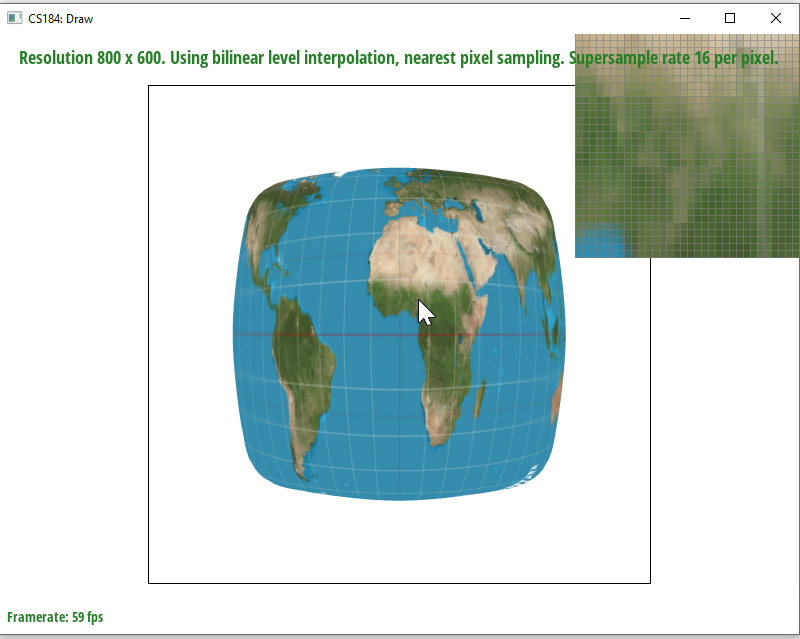 CS184: Draw
Resolution 800 x 600. Using bilinear level interpolation, nearest pixel sampling. Supersample rate 16 per pixel.
Framerate: 59 fps